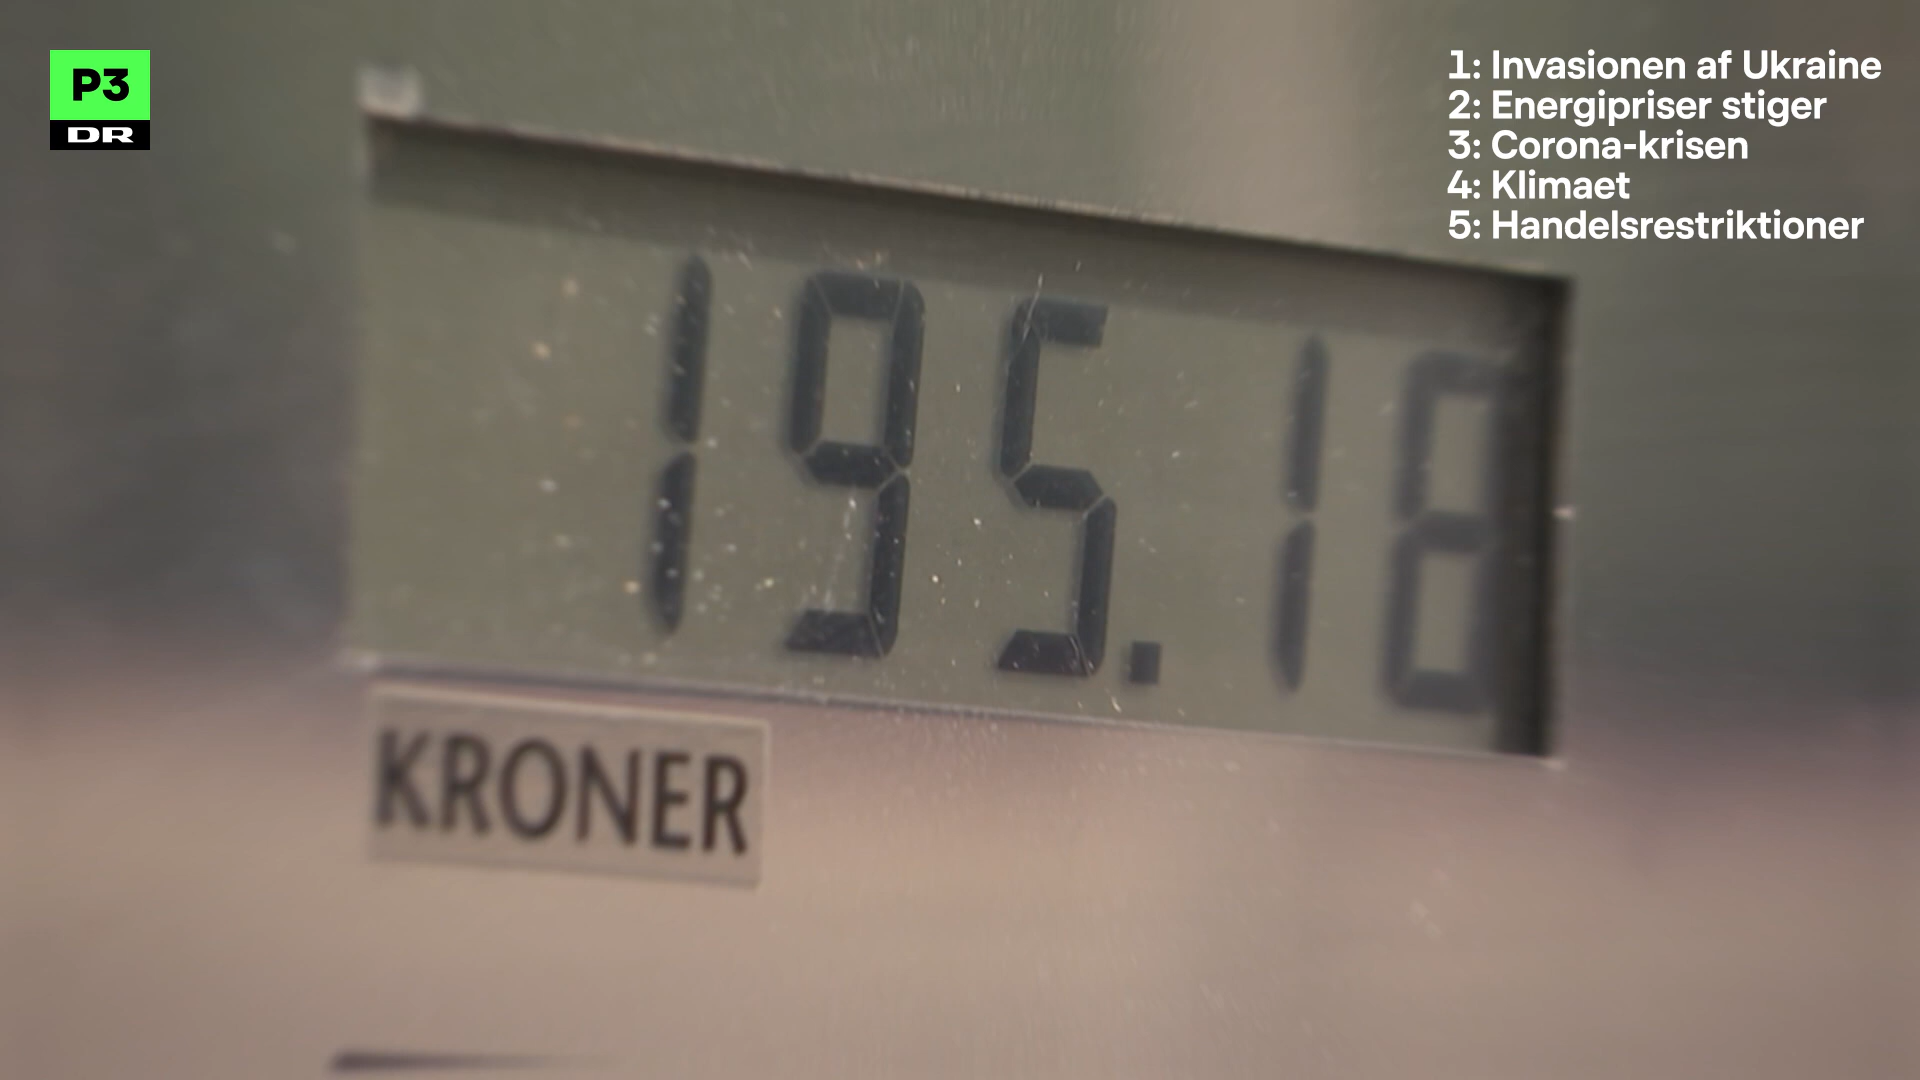 P3
DR
1: Invasionen af Ukraine
2: Energipriser stiger
3: Corona-krisen
4: Klimaet
5: Handelsrestriktioner
195.18
KRONER